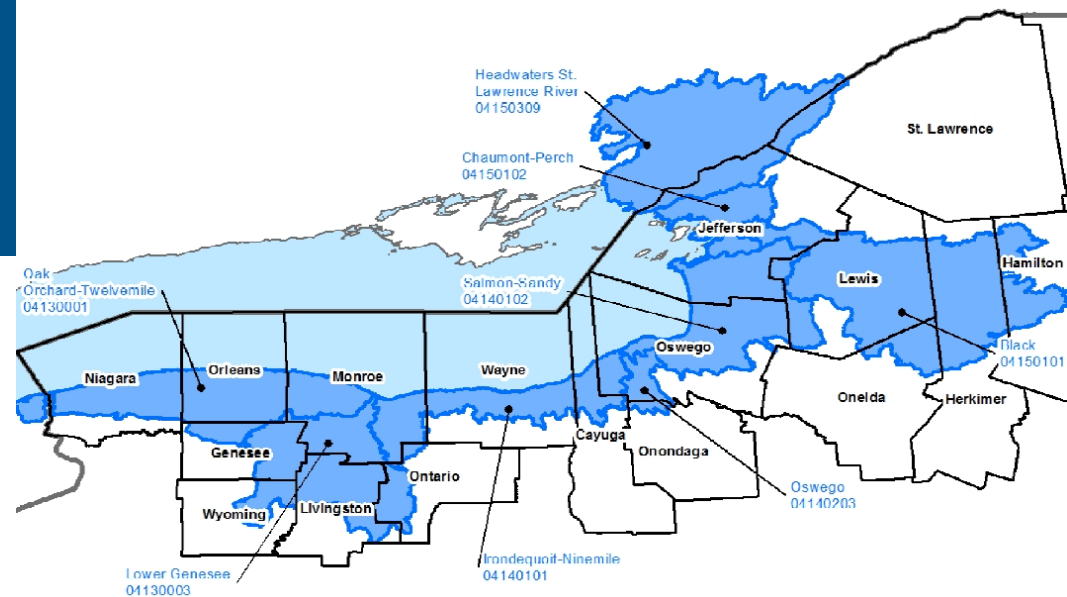 Headwaters St.
Lawrence River
04150309
St. Lawrence
Chaumont-Perch
04150102
Jefferson
Hamilton
Oak
Orchard-Twelvemile
04130001
Salmon-Sandy
04140102
Lewis
Black
04150101
Oswego
Niagara
Orleans
Monroe
Wayne
Oneida
Herkimer
Cayuga
Onondaga
Genesee
Ontario
Oswego
04140203
Wyoming
Livingston
Irondequoit-Ninemile
04140101
Lower Genesee
04130003